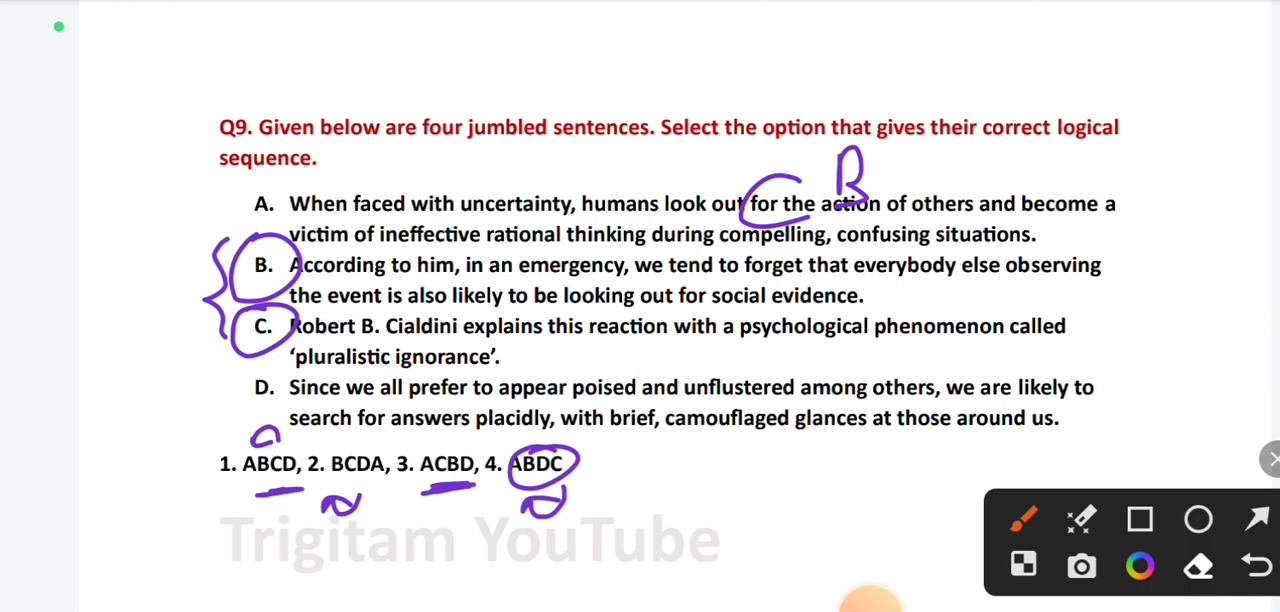 Q9. Given below are four jumbled sentences. Select the option that gives their correct logical
sequence.
C B
A. When faced with uncertainty, humans look out for the action of others and become a
victim of ineffective rational thinking during compelling, confusing situations.
B. According to him, in an emergency, we tend to forget that everybody else observing
the event is also likely to be looking out for social evidence.
C. Robert B. Cialdini explains this reaction with a psychological phenomenon called
‘pluralistic ignorance’.
D. Since we all prefer to appear poised and unflustered among others, we are likely to
search for answers placidly, with brief, camouflaged glances at those around us.
1. ABCD, 2. BCDA, 3. ACBD, 4. ABDC
Trigitam YouTube